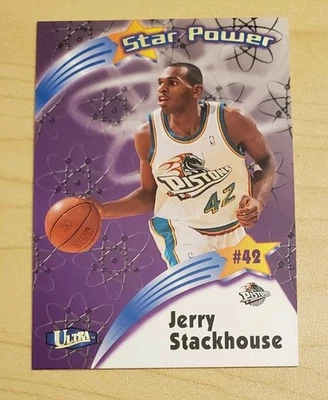 Star Power
PISTONS
42
#42
PISTONS
Jerry
Stackhouse
ULTRA